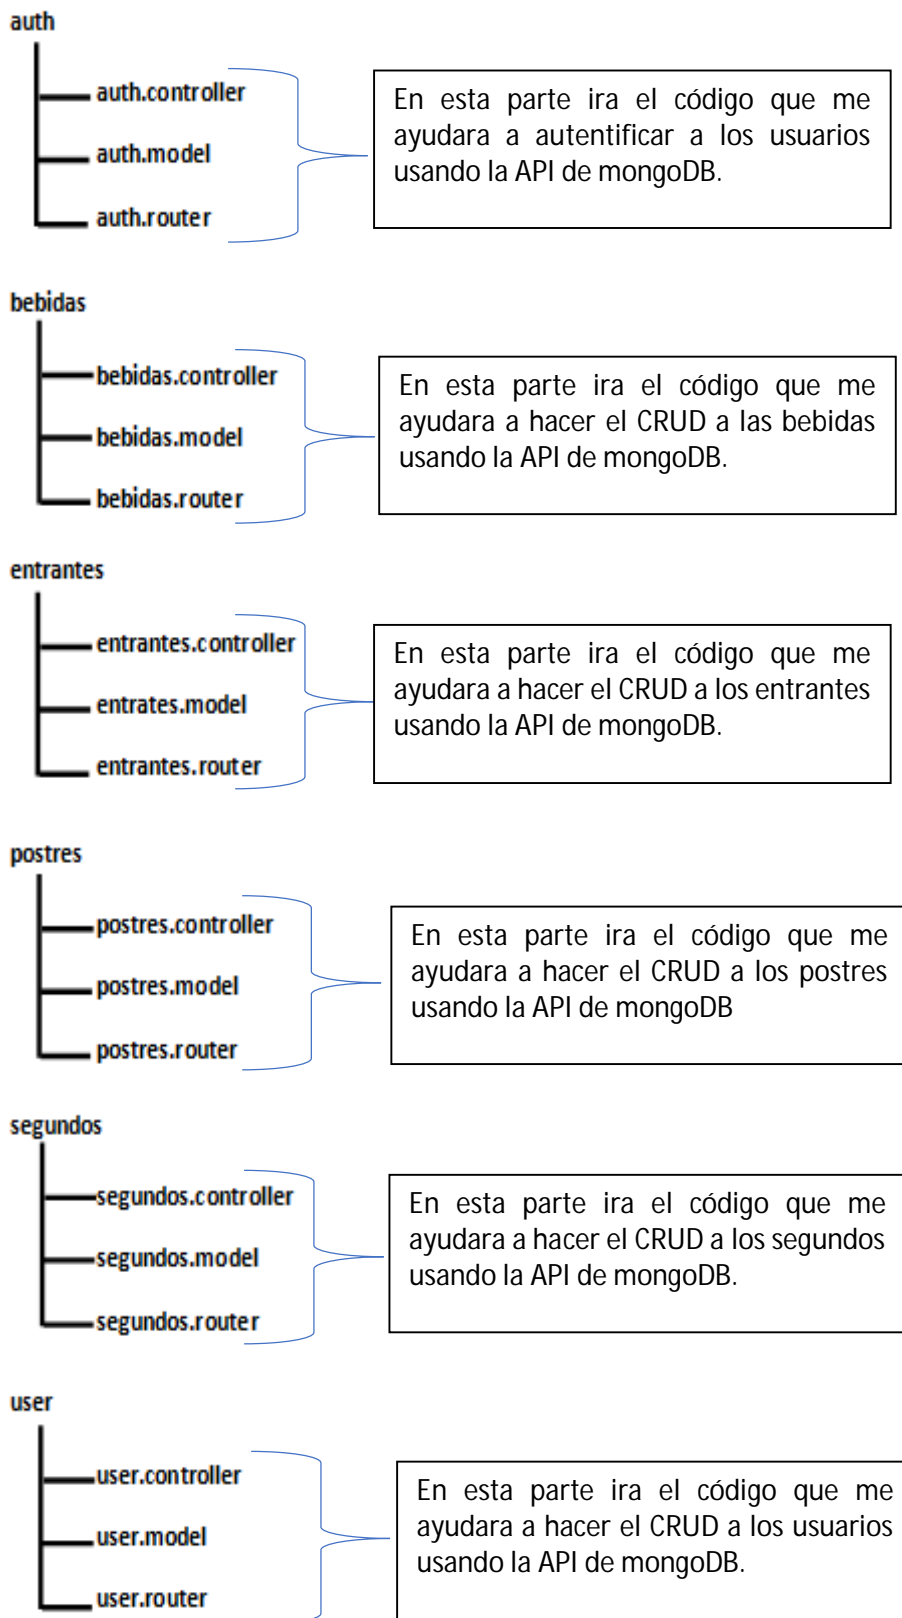 auth
auth.controller
auth.model
auth.router
En esta parte ira el código que me
ayudara a autentificar a los usuarios
usando la API de mongoDB.
bebidas
bebidas.controller
bebidas.model
bebidas.router
En esta parte ira el código que me
ayudara a hacer el CRUD a las bebidas
usando la API de mongoDB.
entrantes
entrantes.controller
entrates.model
entrantes.router
En esta parte ira el código que me
ayudara a hacer el CRUD a los entrantes
usando la API de mongoDB.
postres
postres.controller
postres.model
postres.router
En esta parte ira el código que me
ayudara a hacer el CRUD a los postres
usando la API de mongoDB
segundos
segundos.controller
segundos.model
segundos.router
En esta parte ira el código que me
ayudara a hacer el CRUD a los segundos
usando la API de mongoDB.
user
user.controller
user.model
user.router
En esta parte ira el código que me
ayudara a hacer el CRUD a los usuarios
usando la API de mongoDB.